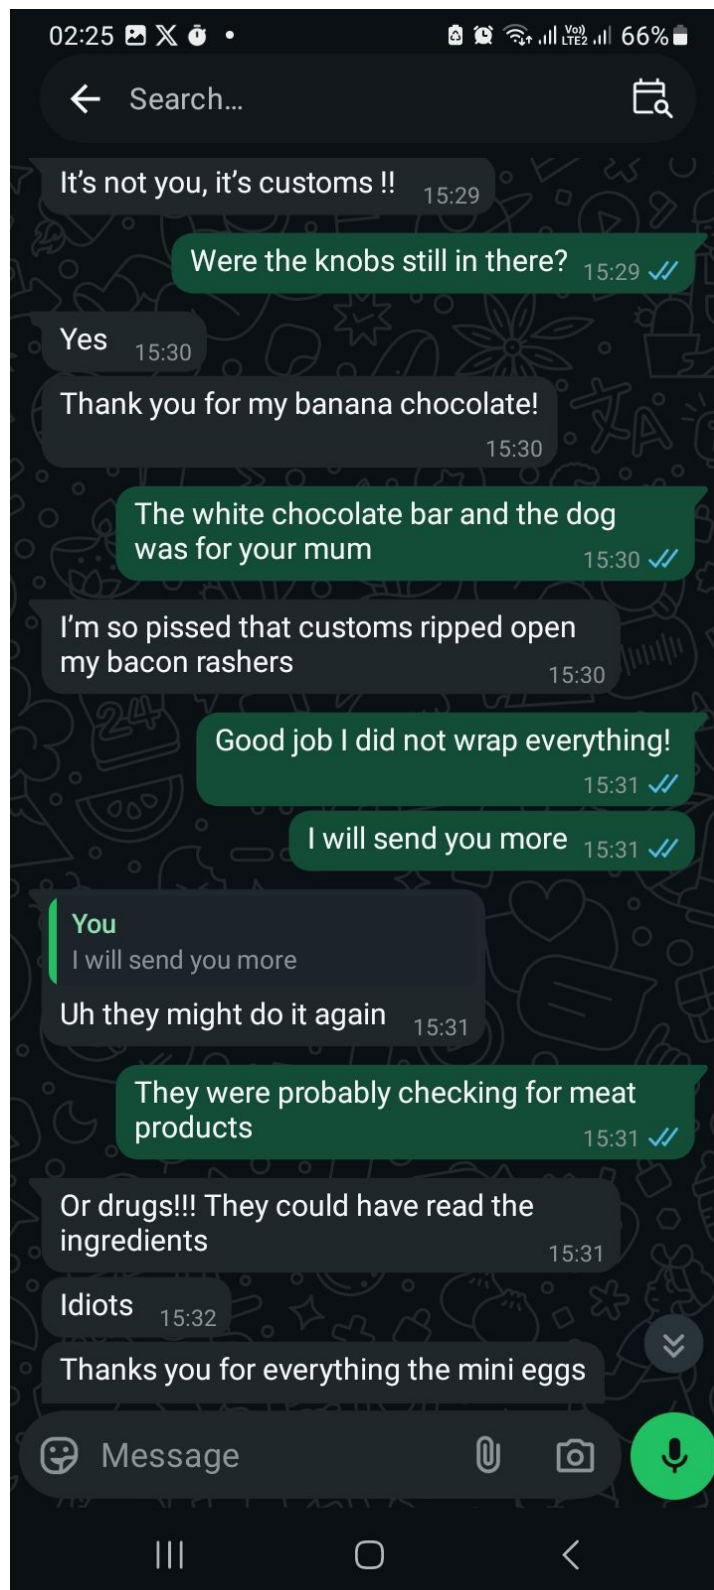 02:25
Vo)) LTE2 66%
Search...
It's not you, it's customs !! 15:29
Were the knobs still in there? 15:29
Yes 15:30
Thank you for my banana chocolate!
15:30
The white chocolate bar and the dog
was for your mum 15:30
I'm so pissed that customs ripped open
my bacon rashers 15:30
Good job I did not wrap everything!
15:31
I will send you more 15:31
You
I will send you more
Uh they might do it again 15:31
They were probably checking for meat
products 15:31
Or drugs!!! They could have read the
ingredients 15:31
Idiots 15:32
Thanks you for everything the mini eggs
Message